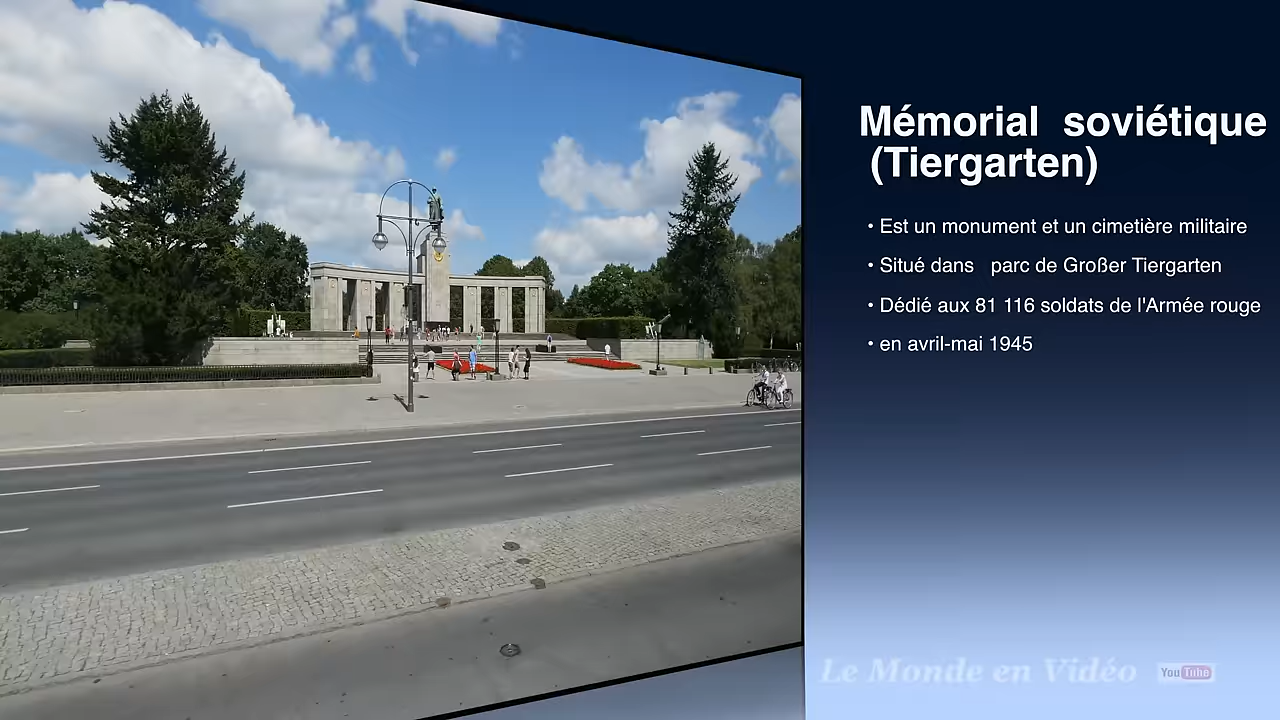 Mémorial soviétique
(Tiergarten)
• Est un monument et un cimetière militaire
• Situé dans parc de Großer Tiergarten
• Dédié aux 81 116 soldats de l'Armée rouge
• en avril-mai 1945
Le Monde en Vidéo YouTube